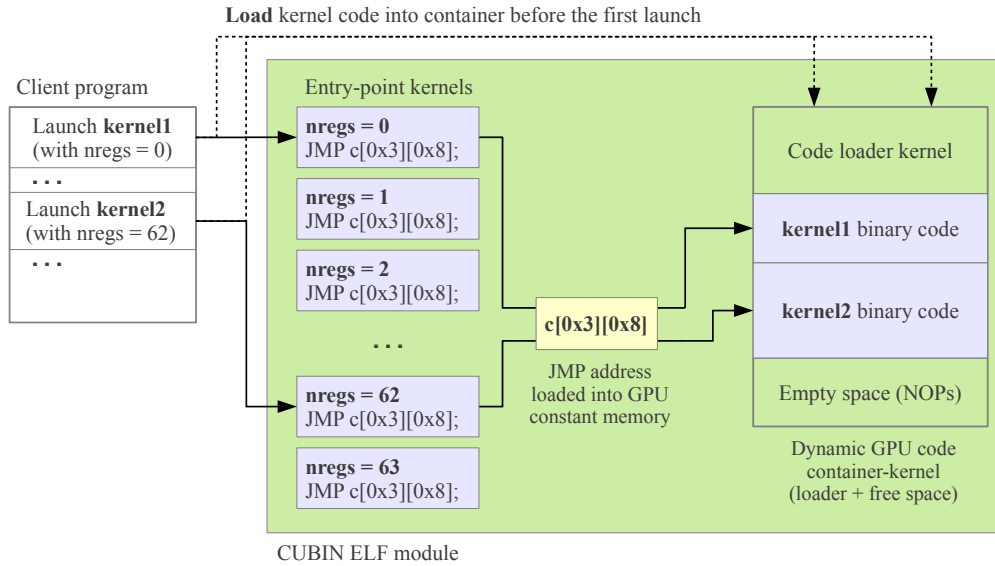 Load kernel code into container before the first launch
Client program
Launch kernel1
(with nregs = 0)
. . .
Launch kernel2
(with nregs = 62)
. . .
Entry-point kernels
nregs = 0
JMP c[0x3][0x8];
nregs = 1
JMP c[0x3][0x8];
nregs = 2
JMP c[0x3][0x8];
. . .
nregs = 62
JMP c[0x3][0x8];
nregs = 63
JMP c[0x3][0x8];
c[0x3][0x8]
JMP address
loaded into GPU
constant memory
Code loader kernel
kernel1 binary code
kernel2 binary code
Empty space (NOPs)
Dynamic GPU code
container-kernel
(loader + free space)
CUBIN ELF module